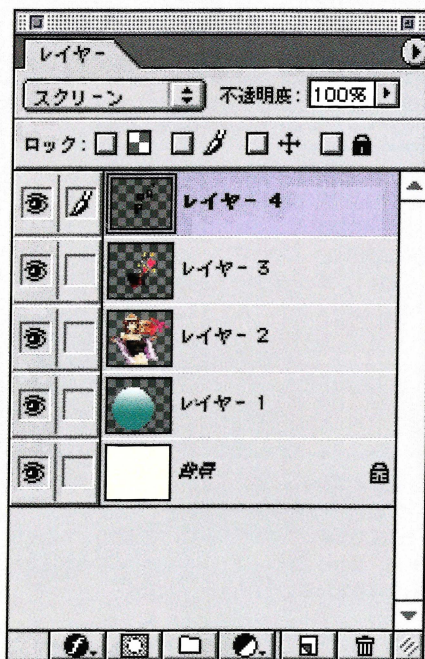 レイヤー
スクリーン 不透明度: 100%
ロック:
レイヤー 4
レイヤー 3
レイヤー 2
レイヤー 1
背景